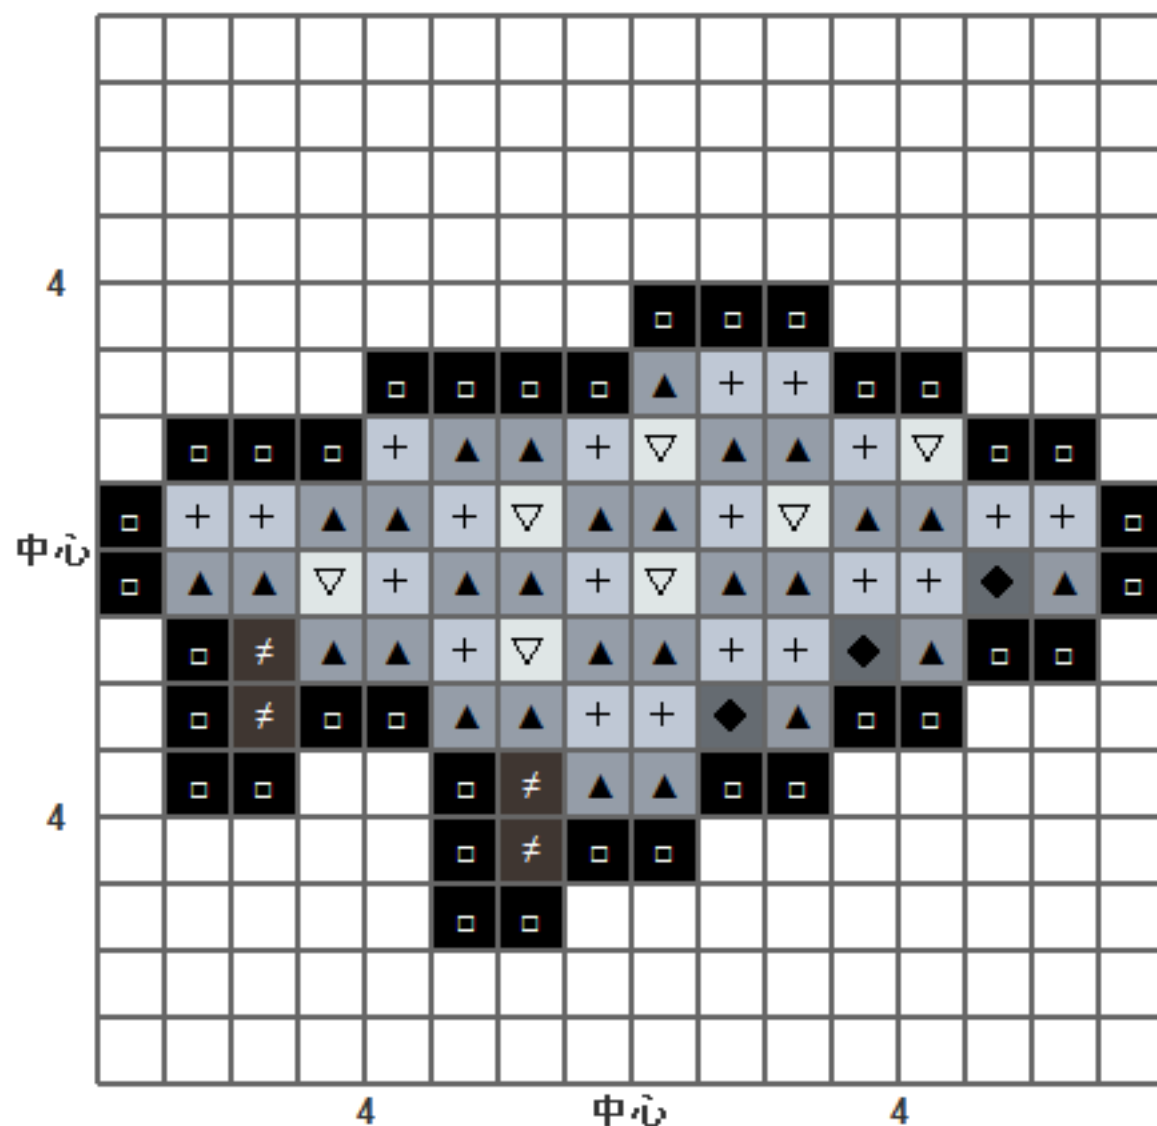 4
□ □ □
□ □ □ □ ▲ + + □ □
□ □ □ + ▲ ▲ + ▽ ▲ ▲ + ▽ □ □
□ + + ▲ ▲ + ▽ ▲ ▲ + ▽ ▲ ▲ + + □
中心
□ ▲ ▲ ▽ + ▲ ▲ + ▽ ▲ ▲ + + ◆ ▲ □
□ ≠ ▲ ▲ + ▽ ▲ ▲ + + ◆ ▲ □ □
□ ≠ □ □ ▲ ▲ + + ◆ ▲ □ □
□ □ □ ≠ ▲ ▲ □ □
4
□ ≠ □ □
□ □
4 中心 4